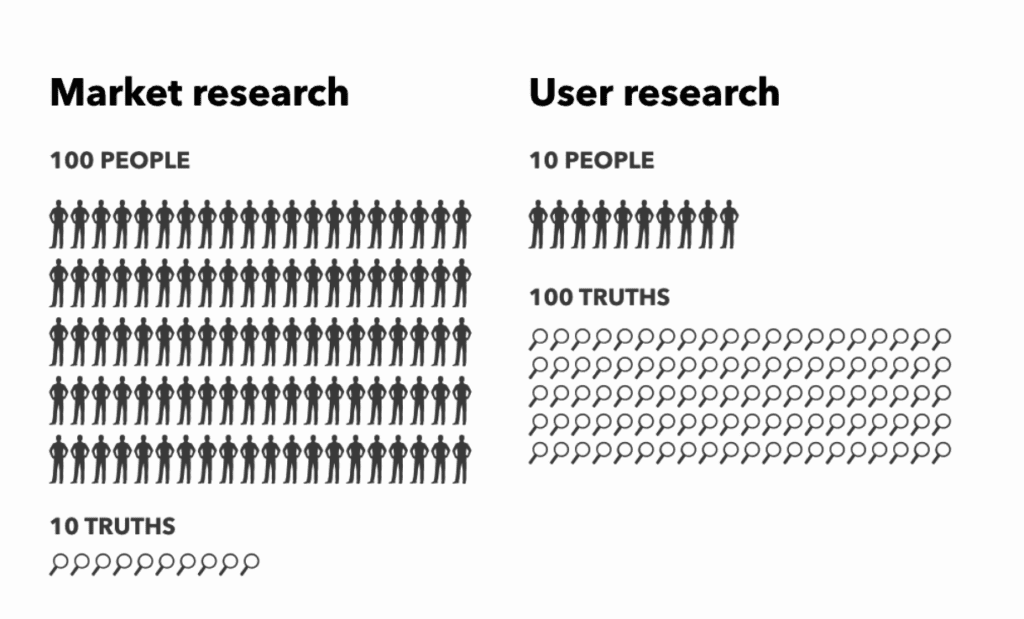 Market research
100 PEOPLE
10 TRUTHS
User research
10 PEOPLE
100 TRUTHS